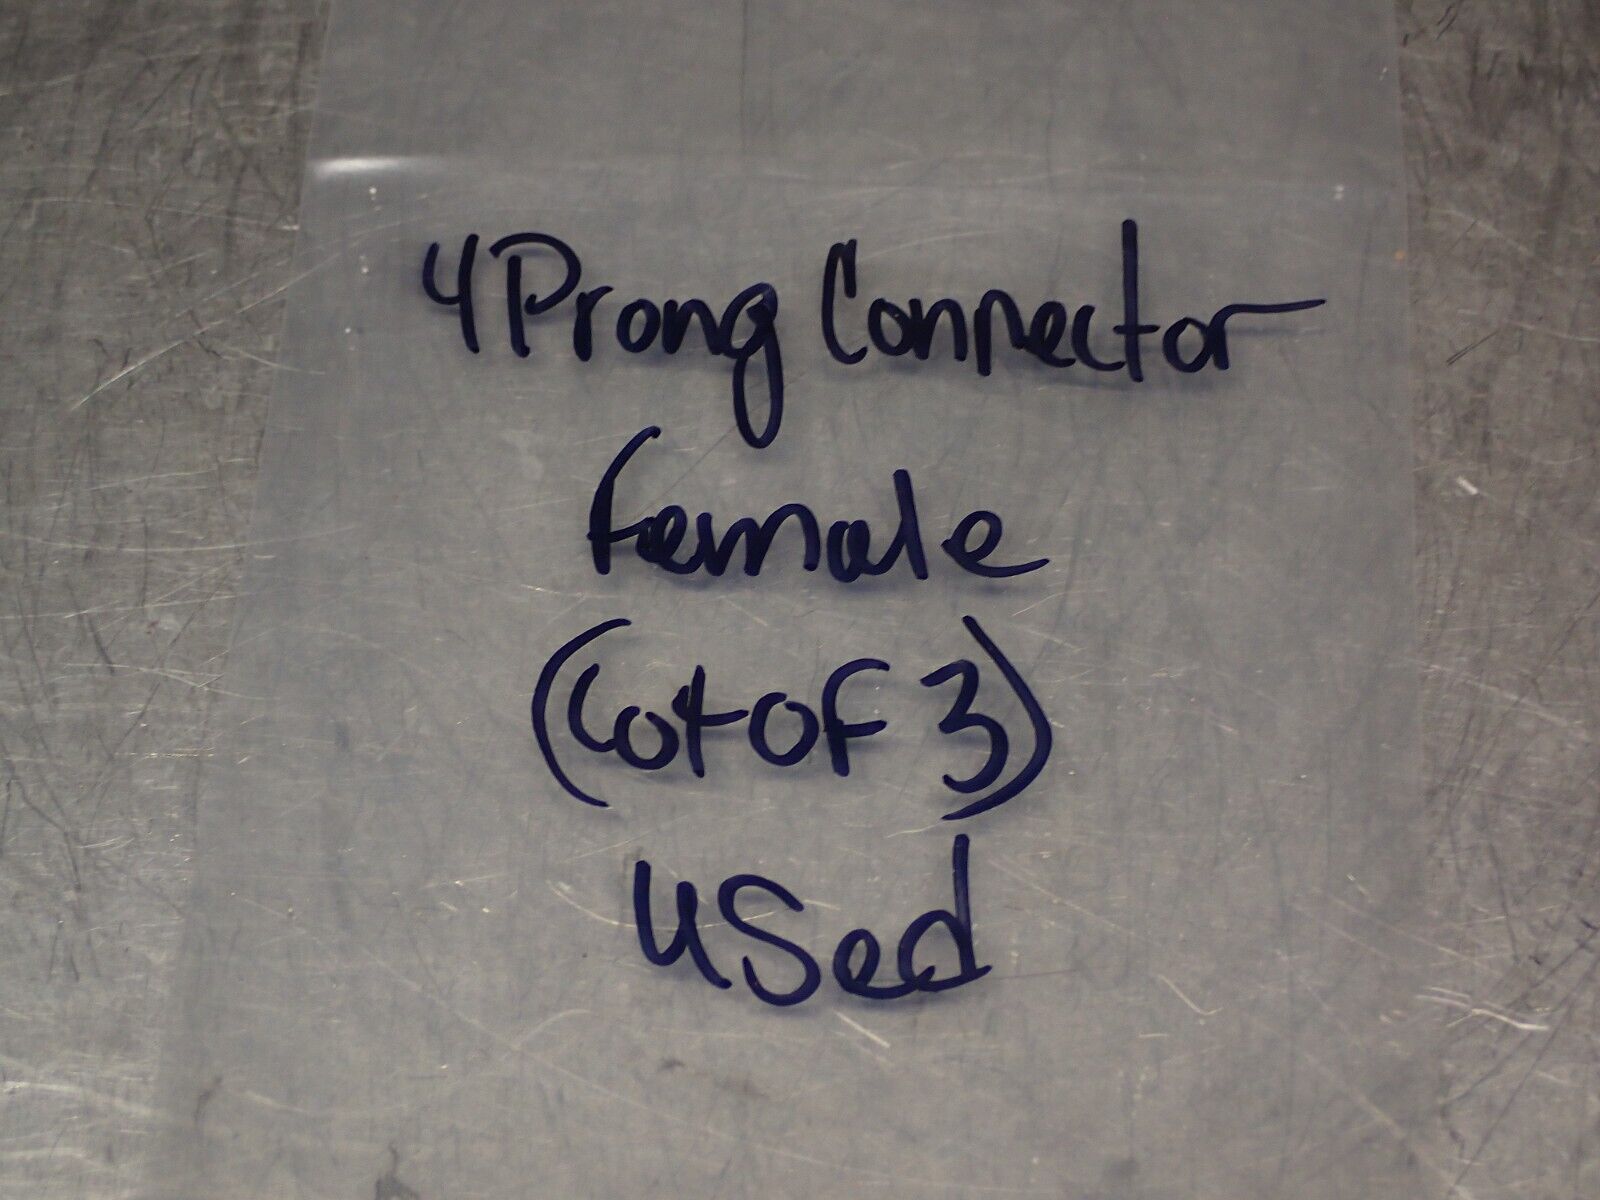 4 Prong Connector
Female
(Lot of 3)
Used